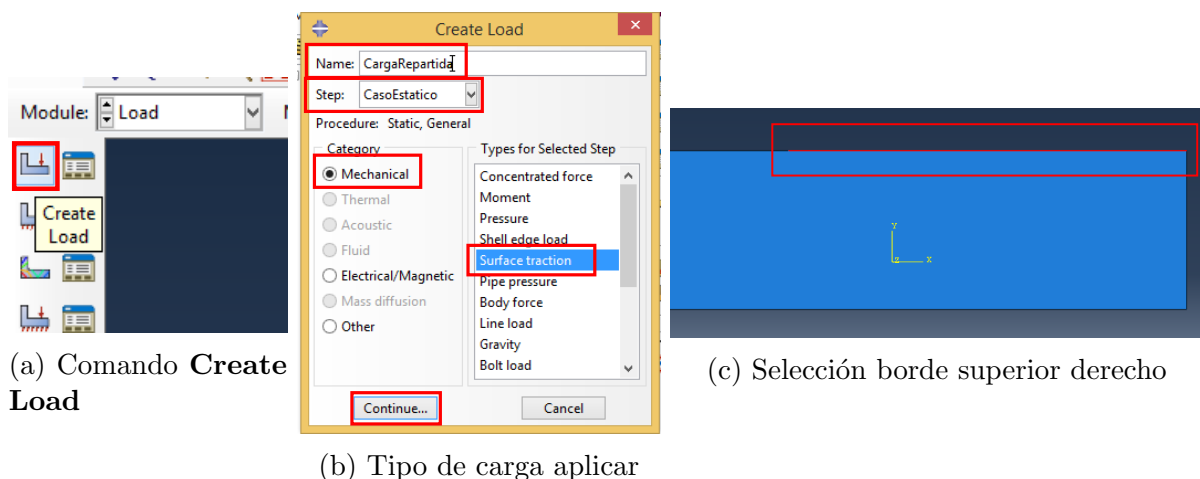 Module: Load
Create
Load
(a) Comando Create
Load
Create Load
Name: CargaRepartida
Step: CasoEstatico
Procedure: Static, General
Category
Mechanical
Thermal
Acoustic
Fluid
Electrical/Magnetic
Mass diffusion
Other
Types for Selected Step
Concentrated force
Moment
Pressure
Shell edge load
Surface traction
Pipe pressure
Body force
Line load
Gravity
Bolt load
Continue...
Cancel
(b) Tipo de carga aplicar
Y
Z X
(c) Selección borde superior derecho